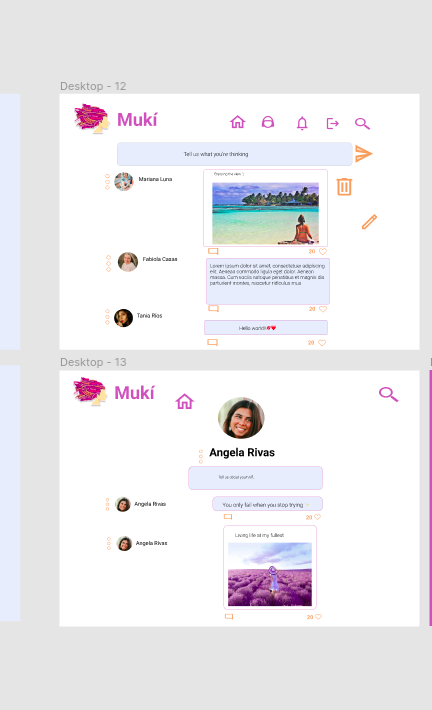 Desktop - 12
Mukí
Tell us what you're thinking
Mariana Luna
Enjoying the view :)
20
Fabiola Casas
Lorem ipsum dolor sit amet, consectetuer adipiscing
elit. Aenean commodo ligula eget dolor. Aenean
massa. Cum sociis natoque penatibus et magnis dis
parturient montes, nascetur ridiculus mus
20
Tania Rios
Hello world!
20
Desktop - 13
Mukí
Angela Rivas
Tell us about yourself.
Angela Rivas
You only fail when you stop trying
20
Angela Rivas
Living life at my fullest
20